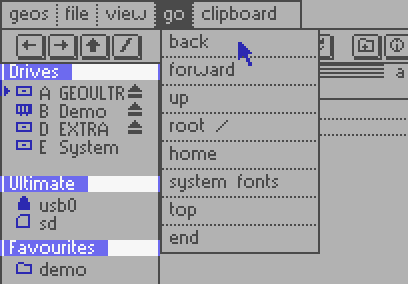 geos file view go clipboard
back
forward
up
root /
home
system fonts
top
end
a
Drives
A GEOULTR
B Demo
D EXTRA
E System
Ultimate
usb0
sd
Favourites
demo